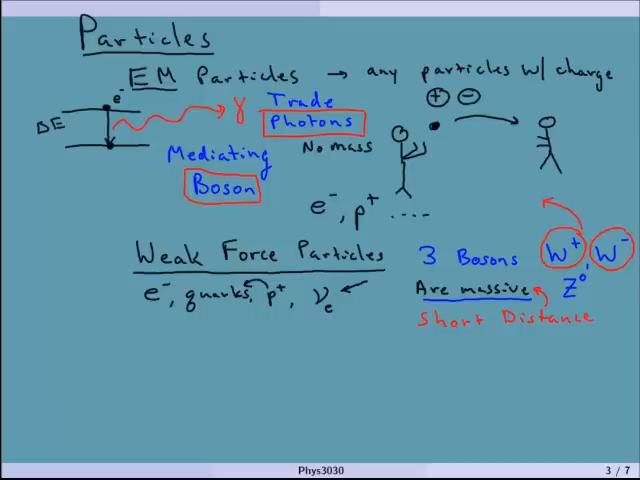 Particles
EM Particles → any particles w/ charge
e⁻
+ −
ΔE
γ Trade
Photons
No mass
Mediating
Boson
e⁻, p⁺ ....
Weak Force Particles
e⁻, quarks, p⁺, νe
3 Bosons W⁺, W⁻
Z⁰
Are massive
Short Distance
Phys3030
3 / 7